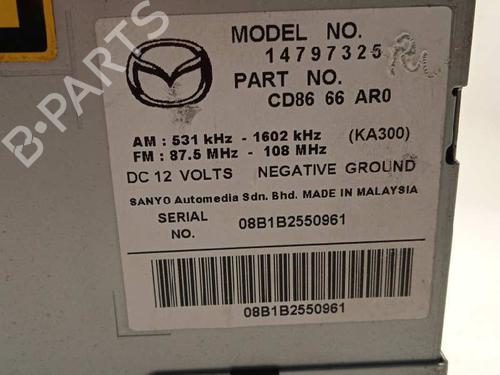 MODEL NO.
14797325
PART NO.
CD86 66 AR0
AM : 531 kHz - 1602 kHz (KA300)
FM : 87.5 MHz - 108 MHz
DC 12 VOLTS NEGATIVE GROUND
SANYO Automedia Sdn. Bhd. MADE IN MALAYSIA
SERIAL NO. 08B1B2550961
08B1B2550961
B-PARTS